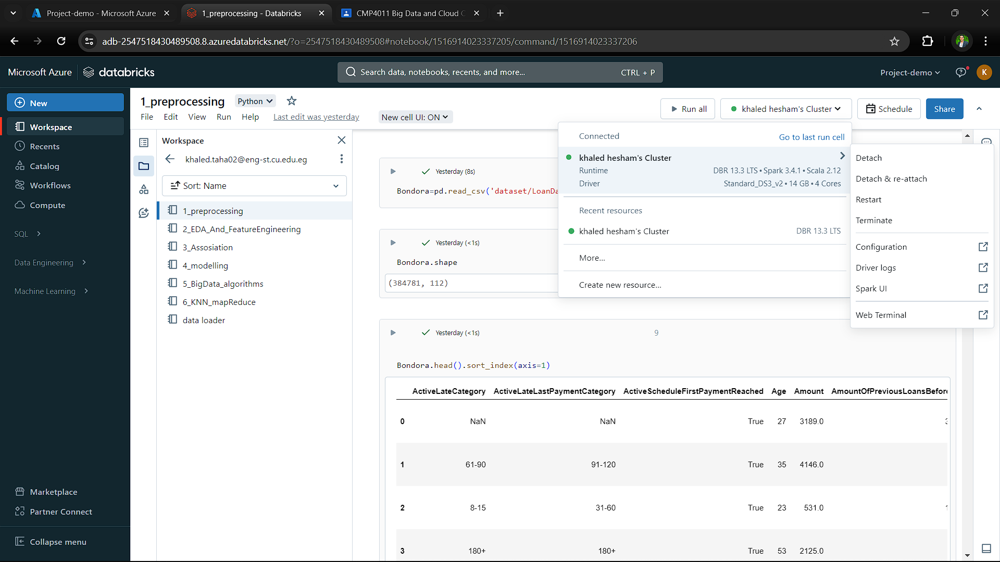 Project-demo - Microsoft Azure
1_preprocessing - Databricks
CMP4011 Big Data and Cloud C
adb-2547518430489508.8.azuredatabricks.net/?o=2547518430489508#notebook/1516914023337205/command/1516914023337206
Microsoft Azure databricks
Search data, notebooks, recents, and more... CTRL + P
Project-demo
K
New
Workspace
Recents
Catalog
Workflows
Compute
SQL
Data Engineering
Machine Learning
Marketplace
Partner Connect
Collapse menu
1_preprocessing Python
File Edit View Run Help Last edit was yesterday New cell UI: ON
Run all khaled hesham's Cluster Schedule Share
Workspace
khaled.taha02@eng-st.cu.edu.eg
Sort: Name
1_preprocessing
2_EDA_And_FeatureEngineering
3_Assosiation
4_modelling
5_BigData_algorithms
6_KNN_mapReduce
data loader
Yesterday (8s)
Bondora=pd.read_csv('dataset/LoanDa
Yesterday (<1s)
Bondora.shape
(384781, 112)
Yesterday (<1s) 9
Bondora.head().sort_index(axis=1)
ActiveLateCategory ActiveLateLastPaymentCategory ActiveScheduleFirstPaymentReached Age Amount AmountOfPreviousLoansBefore
0 NaN NaN True 27 3189.0
1 61-90 91-120 True 35 4146.0
2 8-15 31-60 True 23 531.0
3 180+ 180+ True 53 2125.0
Connected Go to last run cell
khaled hesham's Cluster
Runtime DBR 13.3 LTS • Spark 3.4.1 • Scala 2.12
Driver Standard_DS3_v2 • 14 GB • 4 Cores
Recent resources
khaled hesham's Cluster DBR 13.3 LTS
More...
Create new resource...
Detach
Detach & re-attach
Restart
Terminate
Configuration
Driver logs
Spark UI
Web Terminal